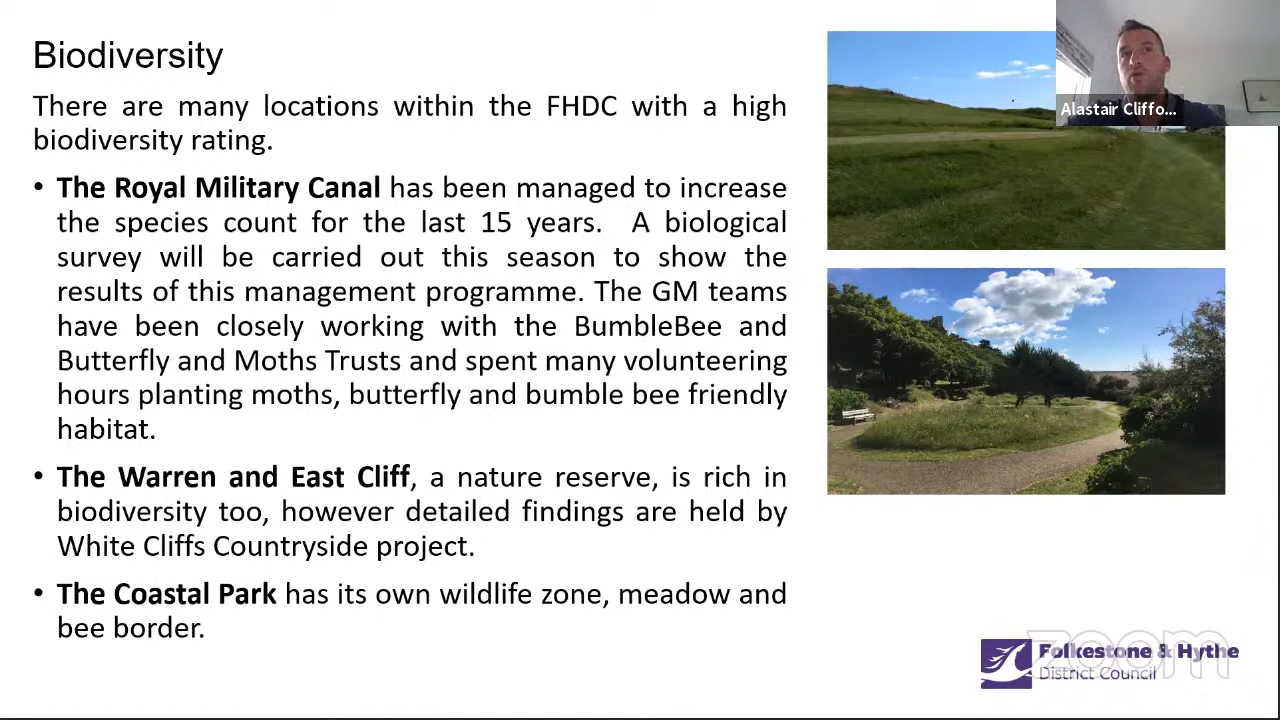 Biodiversity
There are many locations within the FHDC with a high
biodiversity rating.
• The Royal Military Canal has been managed to increase
the species count for the last 15 years. A biological
survey will be carried out this season to show the
results of this management programme. The GM teams
have been closely working with the BumbleBee and
Butterfly and Moths Trusts and spent many volunteering
hours planting moths, butterfly and bumble bee friendly
habitat.
• The Warren and East Cliff, a nature reserve, is rich in
biodiversity too, however detailed findings are held by
White Cliffs Countryside project.
• The Coastal Park has its own wildlife zone, meadow and
bee border.
Alastair Cliffo...
Folkestone & Hythe
District Council
zoom